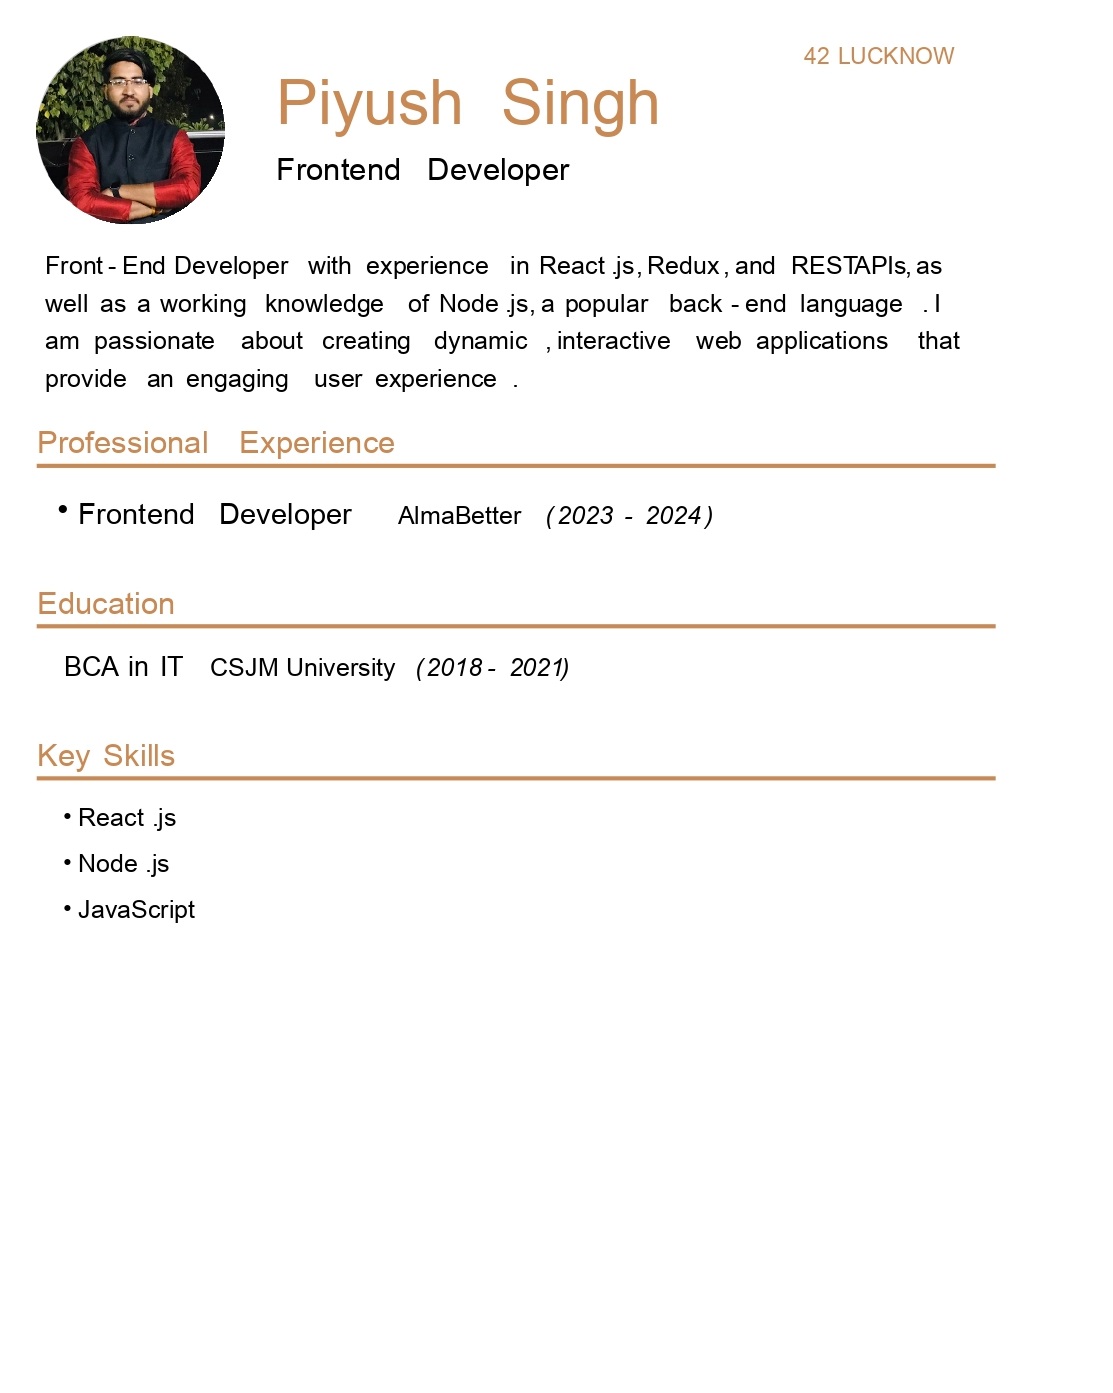 42 LUCKNOW
Piyush Singh
Frontend Developer
Front - End Developer with experience in React .js, Redux , and RESTAPIs, as
well as a working knowledge of Node .js, a popular back - end language . I
am passionate about creating dynamic , interactive web applications that
provide an engaging user experience .
Professional Experience
• Frontend Developer AlmaBetter (2023 - 2024)
Education
BCA in IT CSJM University (2018 - 2021)
Key Skills
• React .js
• Node .js
• JavaScript